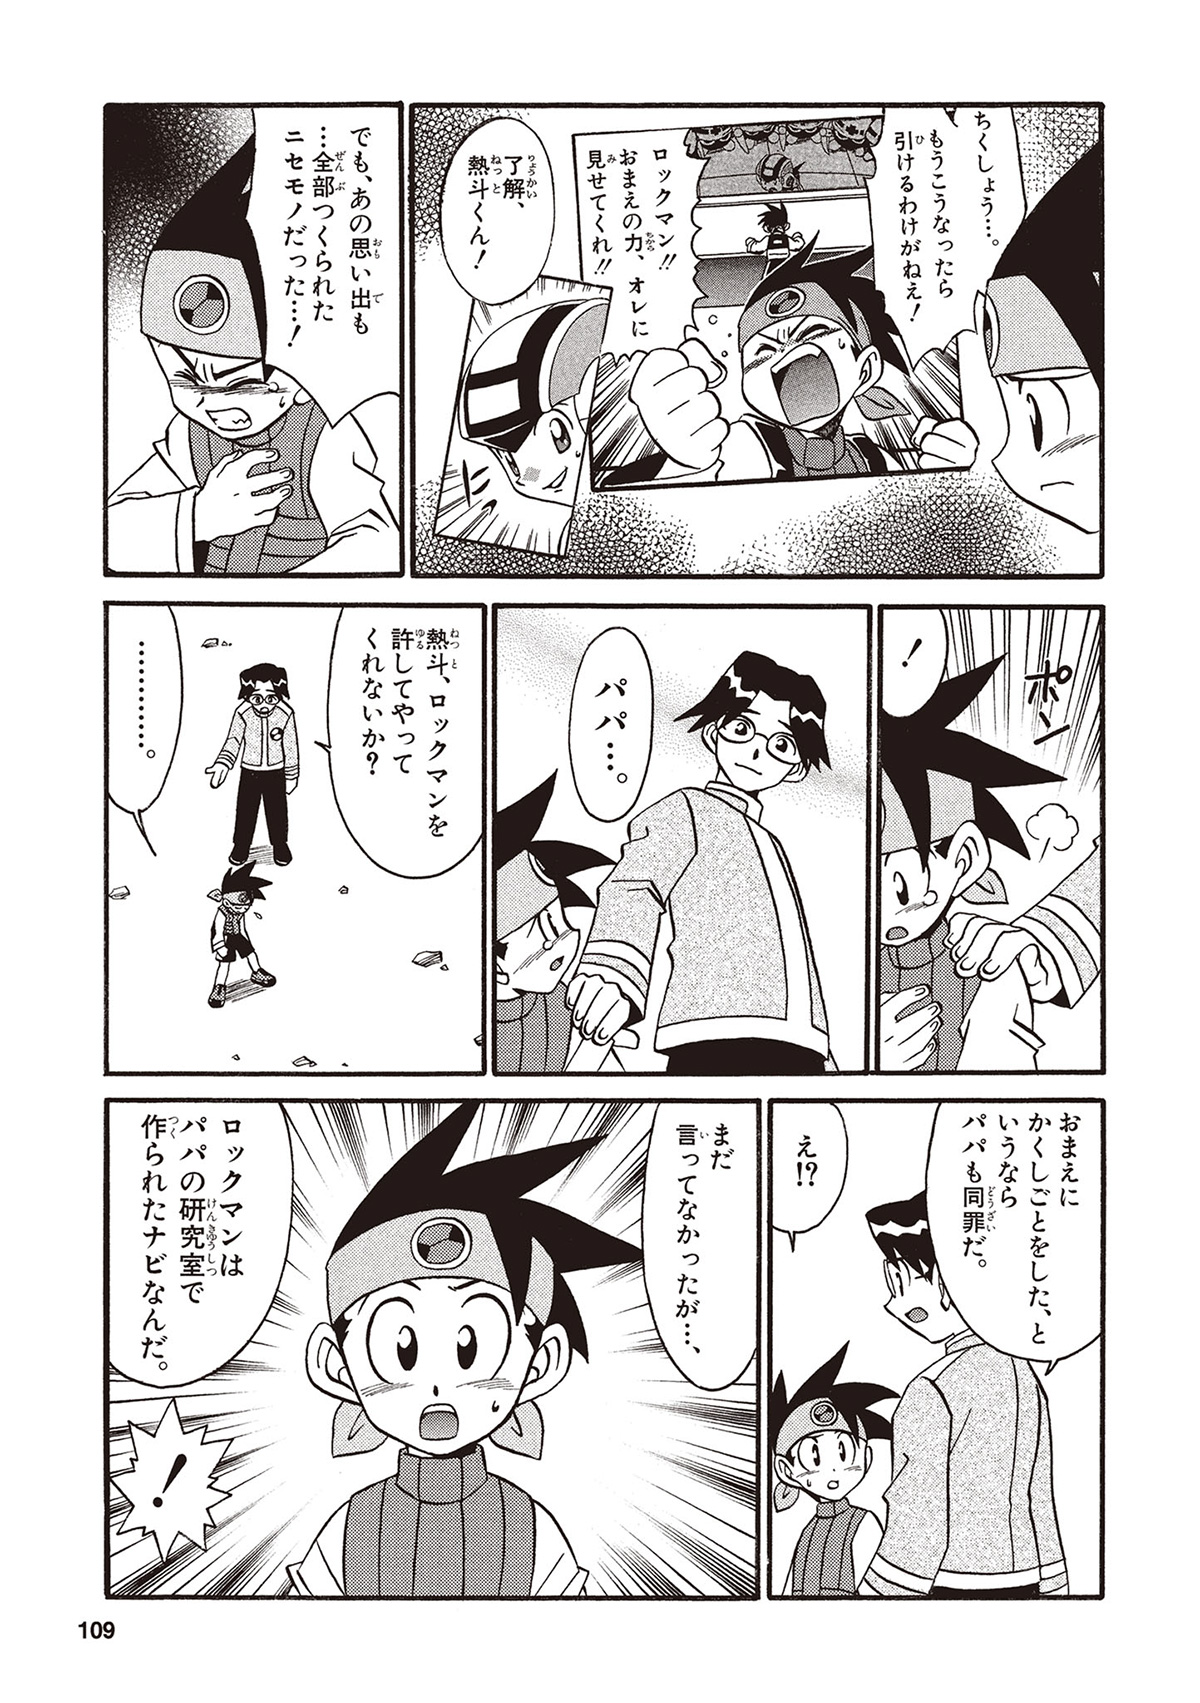 ちくしょう…。
もうこうなったら
引けるわけがねえ！
ロックマン!!
おまえの力、オレに
見せてくれ!!
了解、
熱斗くん！
でも、あの思い出も
…全部つくられた
ニセモノだった…！
ポン
！
パパ…。
熱斗、ロックマンを
許してやって
くれないか？
………。
おまえに
かくしごとをした、と
いうなら
パパも同罪だ。
え!?
まだ
言ってなかったが…、
ロックマンは
パパの研究室で
作られたナビなんだ。
！
109